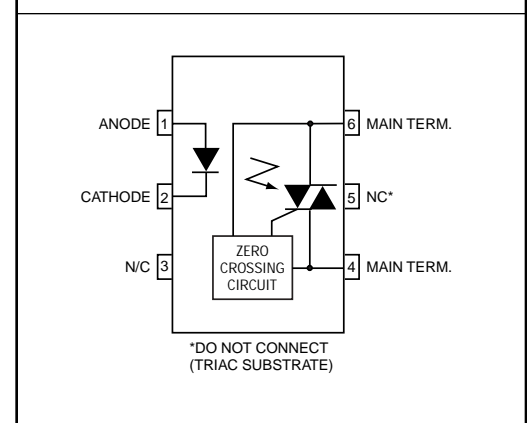 ANODE 1
6 MAIN TERM.
CATHODE 2
5 NC*
N/C 3
ZERO
CROSSING
CIRCUIT
4 MAIN TERM.
*DO NOT CONNECT
(TRIAC SUBSTRATE)